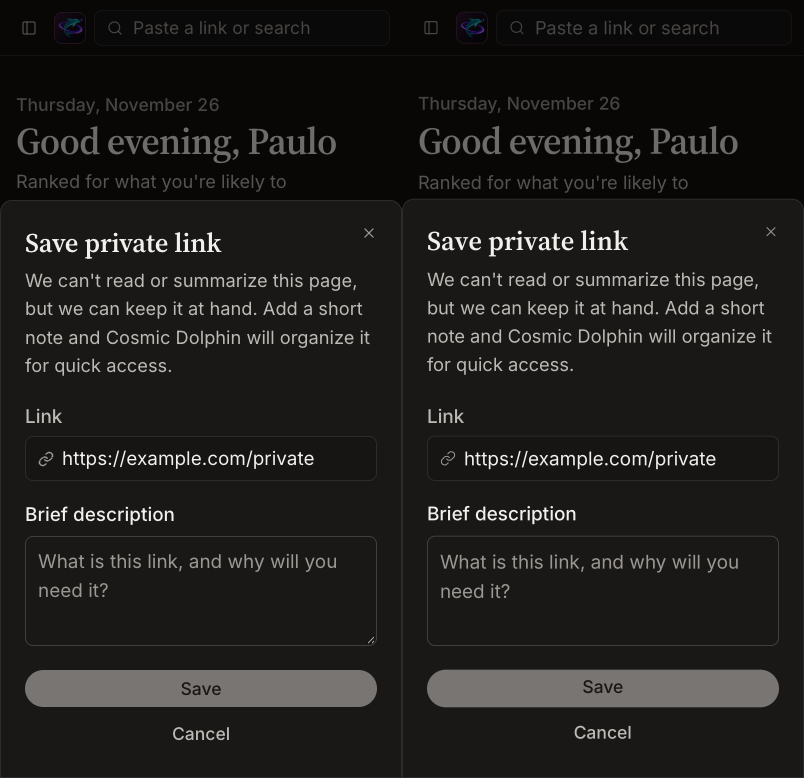 Paste a link or search
Thursday, November 26
Good evening, Paulo
Ranked for what you're likely to
Save private link
We can't read or summarize this page,
but we can keep it at hand. Add a short
note and Cosmic Dolphin will organize it
for quick access.
Link
https://example.com/private
Brief description
What is this link, and why will you
need it?
Save
Cancel
Paste a link or search
Thursday, November 26
Good evening, Paulo
Ranked for what you're likely to
Save private link
We can't read or summarize this page,
but we can keep it at hand. Add a short
note and Cosmic Dolphin will organize it
for quick access.
Link
https://example.com/private
Brief description
What is this link, and why will you
need it?
Save
Cancel